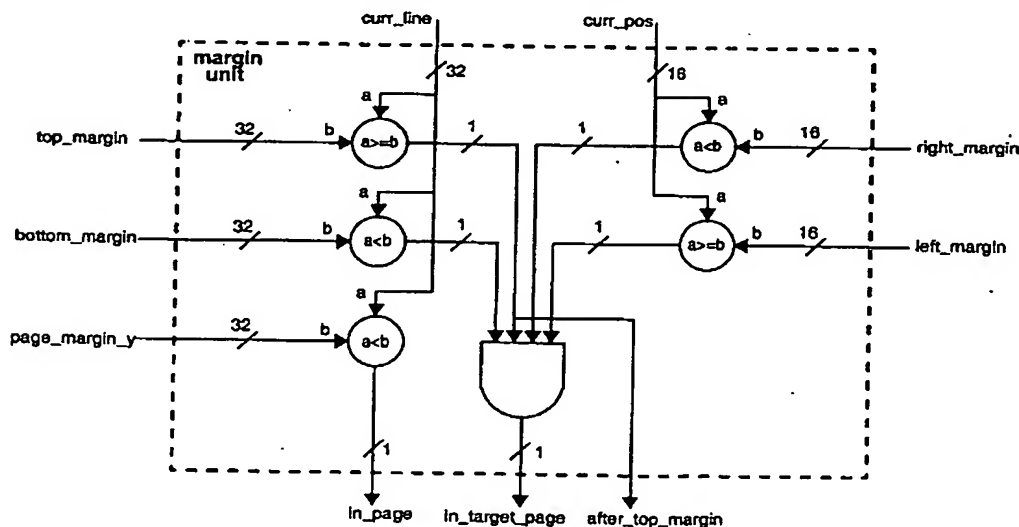 curr_line curr_pos
margin
unit
32 16
a a
top_margin 32 b a>=b 1 1 a<b b 16 right_margin
a a
bottom_margin 32 b a<b 1 1 a>=b b 16 left_margin
a
page_margin_y 32 b a<b
1 1
in_page in_target_page after_top_margin